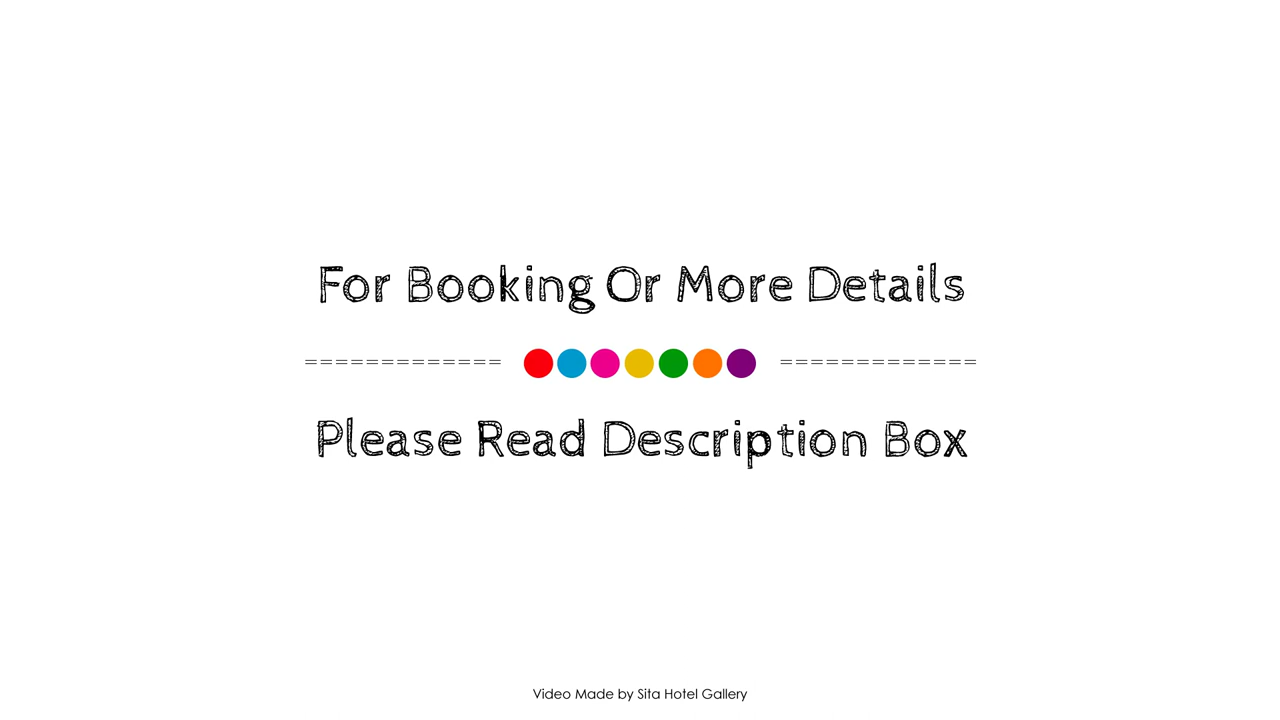 For Booking Or More Details
============= =============
Please Read Description Box
Video Made by Sita Hotel Gallery